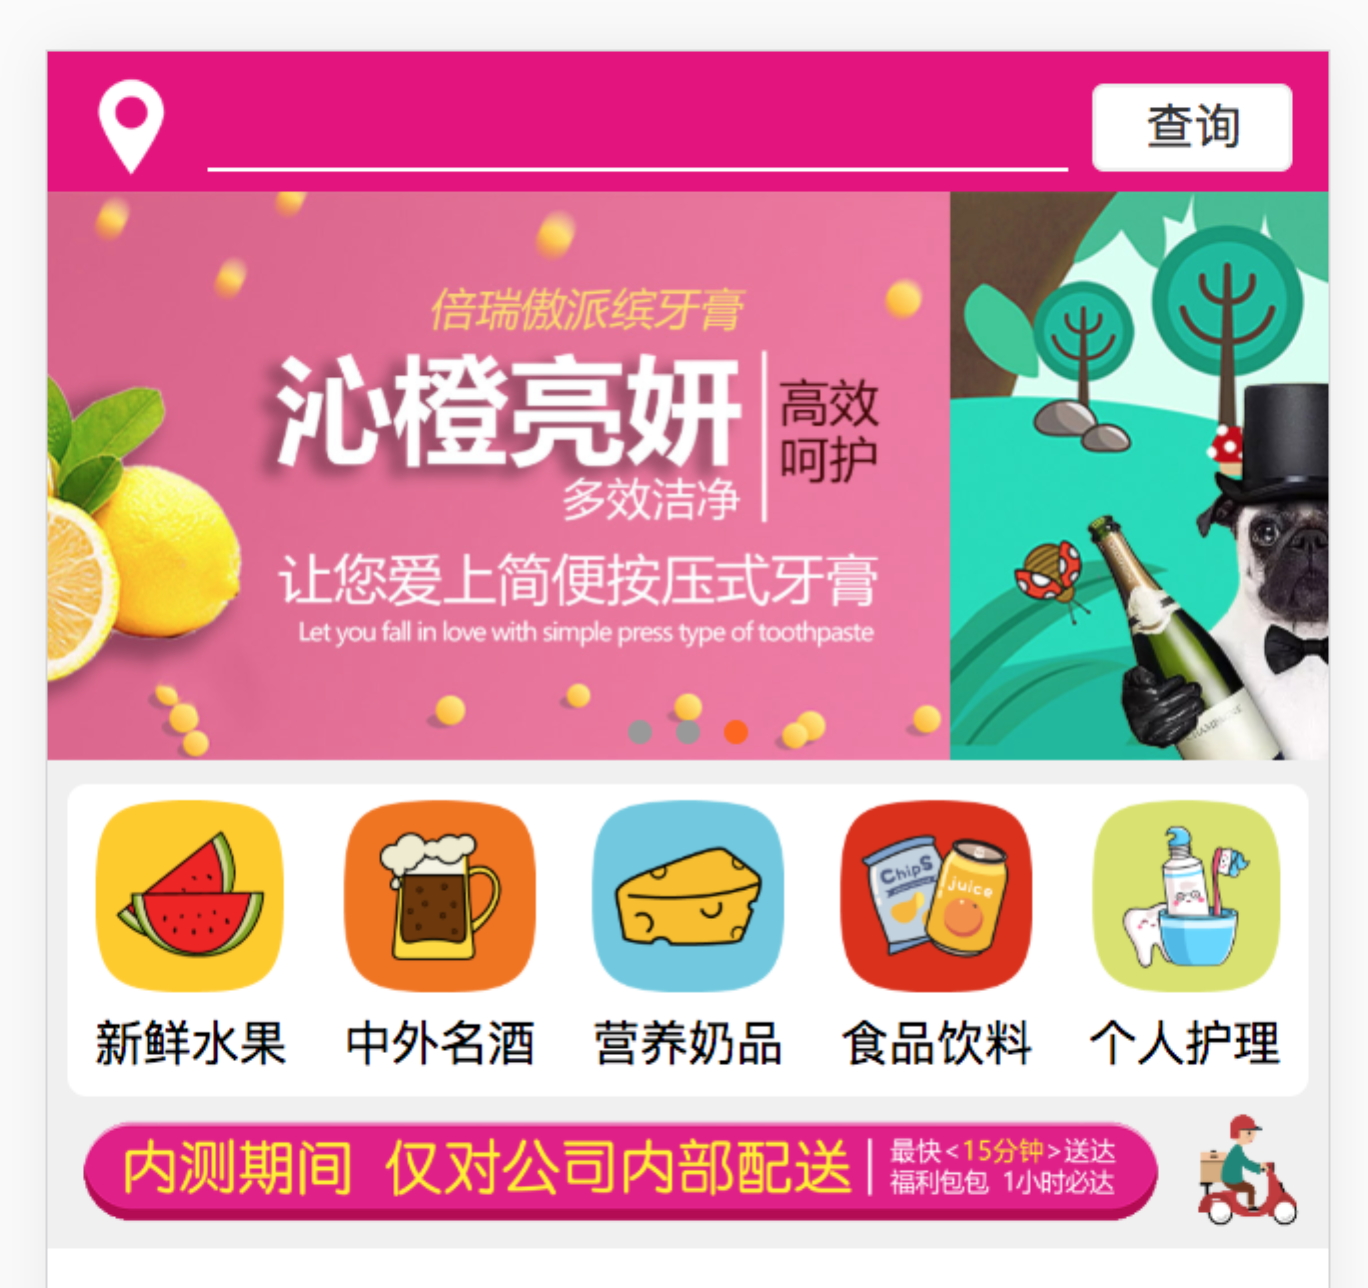 查询
倍瑞傲派缤牙膏
沁橙亮妍
高效
呵护
多效洁净
让您爱上简便按压式牙膏
Let you fall in love with simple press type of toothpaste
CHAMPAGNE
Chips
juice
新鲜水果
中外名酒
营养奶品
食品饮料
个人护理
内测期间 仅对公司内部配送
最快<15分钟>送达
福利包包 1小时必达